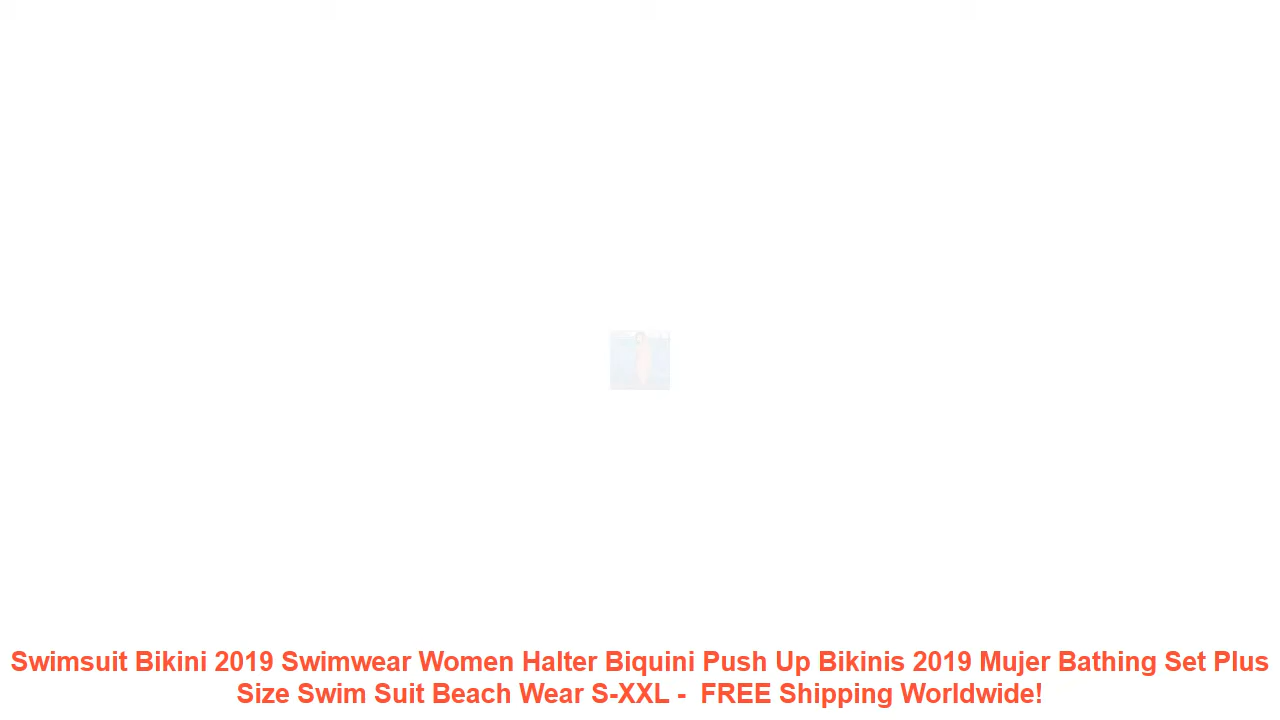 Swimsuit Bikini 2019 Swimwear Women Halter Biquini Push Up Bikinis 2019 Mujer Bathing Set Plus
Size Swim Suit Beach Wear S-XXL -  FREE Shipping Worldwide!